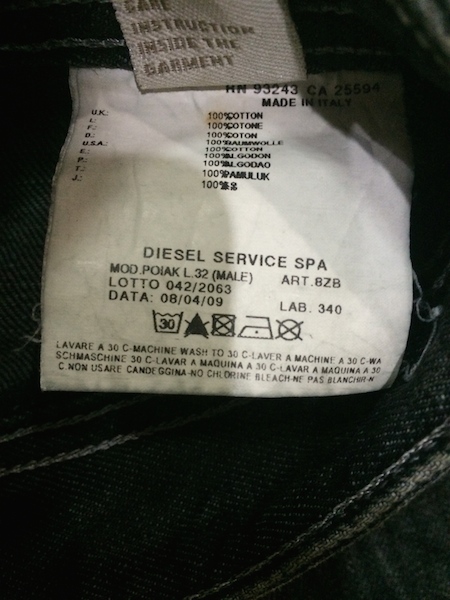 CARE
INSTRUCTION
INSIDE THE
GARMENT
RN 93243 CA 25594
MADE IN ITALY
U.K.: 100%COTTON
I.: 100%COTONE
F.: 100%COTON
D.: 100%BAUMWOLLE
U.S.A.: 100%COTTON
E.: 100%ALGODON
P.: 100%ALGODAO
T.: 100%PAMULUK
J.: 100%
DIESEL SERVICE SPA
MOD.POIAK L.32 (MALE) ART.8ZB
LOTTO 042/2063
DATA: 08/04/09 LAB. 340
30
LAVARE A 30 C-MACHINE WASH TO 30 C-LAVER A MACHINE A 30 C-WA
SCHMASCHINE 30 C-LAVAR A MAQUINA A 30 C-LAVAR A MAQUINA A 30
C.NON USARE CANDEGGINA-NO CHLORINE BLEACH-NE PAS BLANCHIR-N